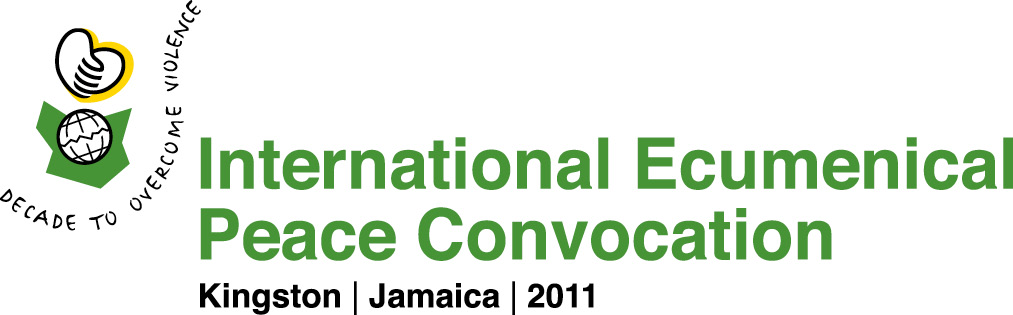 DECADE TO OVERCOME VIOLENCE
International Ecumenical
Peace Convocation
Kingston | Jamaica | 2011